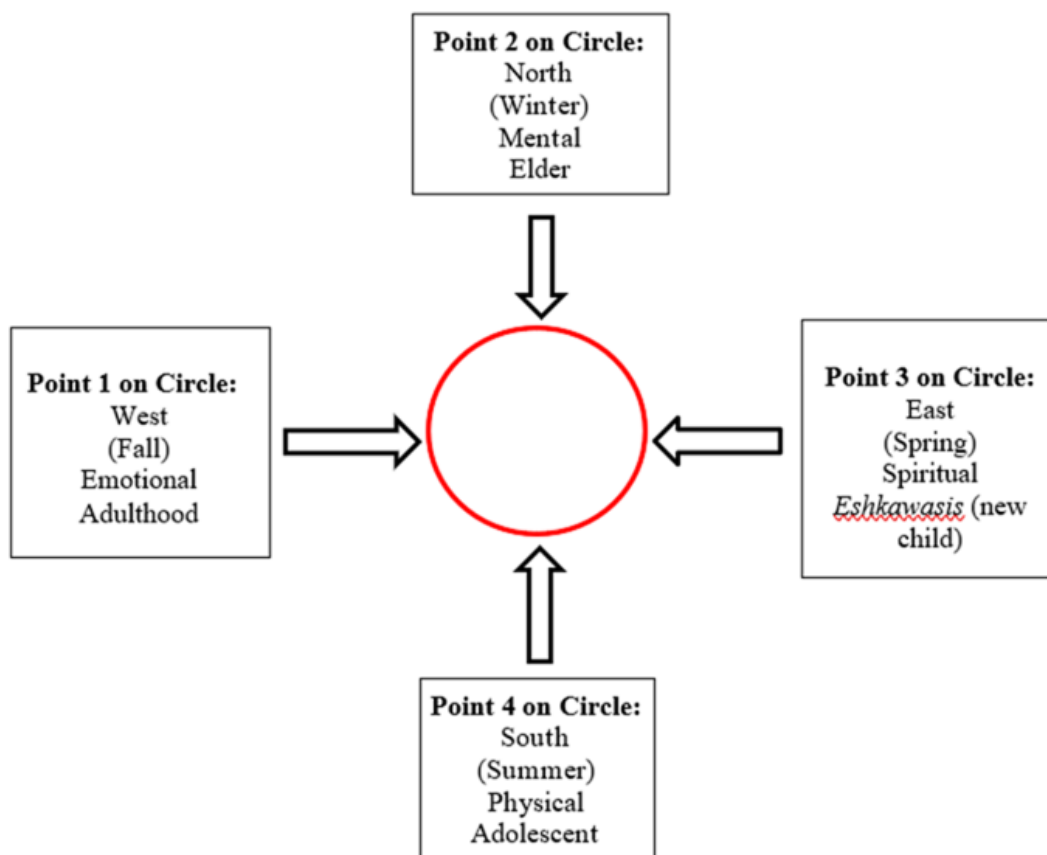 Point 2 on Circle:
North
(Winter)
Mental
Elder
Point 1 on Circle:
West
(Fall)
Emotional
Adulthood
Point 3 on Circle:
East
(Spring)
Spiritual
Eshkawasis (new
child)
Point 4 on Circle:
South
(Summer)
Physical
Adolescent